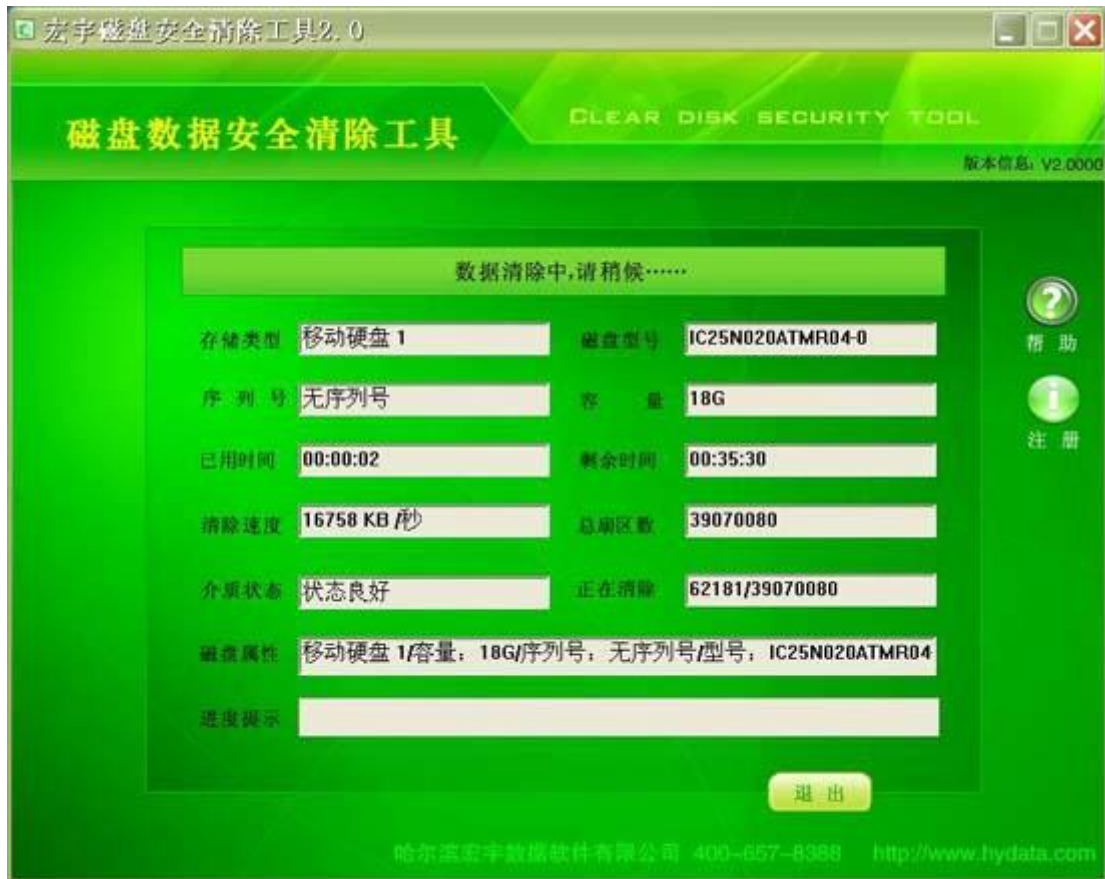 宏宇磁盘安全清除工具2.0
磁盘数据安全清除工具
CLEAR DISK SECURITY TOOL
版本信息：V2.0000
数据清除中,请稍候……
存储类型 移动硬盘 1 磁盘型号 IC25N020ATMR04-0
序列号 无序列号 容量 18G
已用时间 00:00:02 剩余时间 00:35:30
清除速度 16758 KB /秒 总扇区数 39070080
介质状态 状态良好 正在清除 62181/39070080
磁盘属性 移动硬盘 1/容量：18G/序列号：无序列号/型号：IC25N020ATMR04
进度提示
帮助
注册
退出
哈尔滨宏宇数据软件有限公司 400-657-8388 http://www.hydata.com